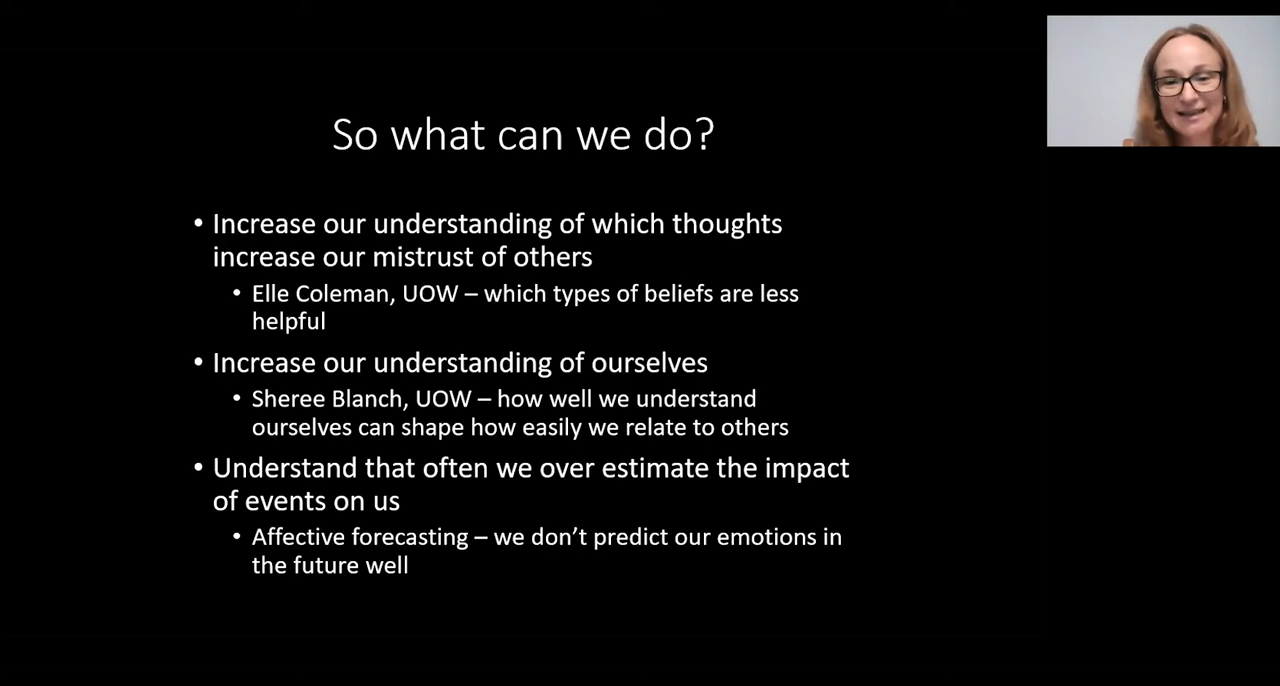 So what can we do?
• Increase our understanding of which thoughts
increase our mistrust of others
• Elle Coleman, UOW – which types of beliefs are less
helpful
• Increase our understanding of ourselves
• Sheree Blanch, UOW – how well we understand
ourselves can shape how easily we relate to others
• Understand that often we over estimate the impact
of events on us
• Affective forecasting – we don’t predict our emotions in
the future well